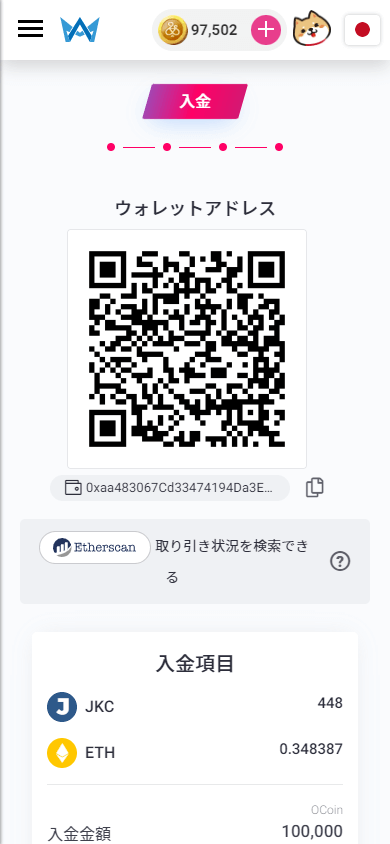 97,502
入金
ウォレットアドレス
0xaa483067Cd33474194Da3E...
Etherscan 取り引き状況を検索でき
る
?
入金項目
JKC 448
ETH 0.348387
OCoin
入金金額 100,000